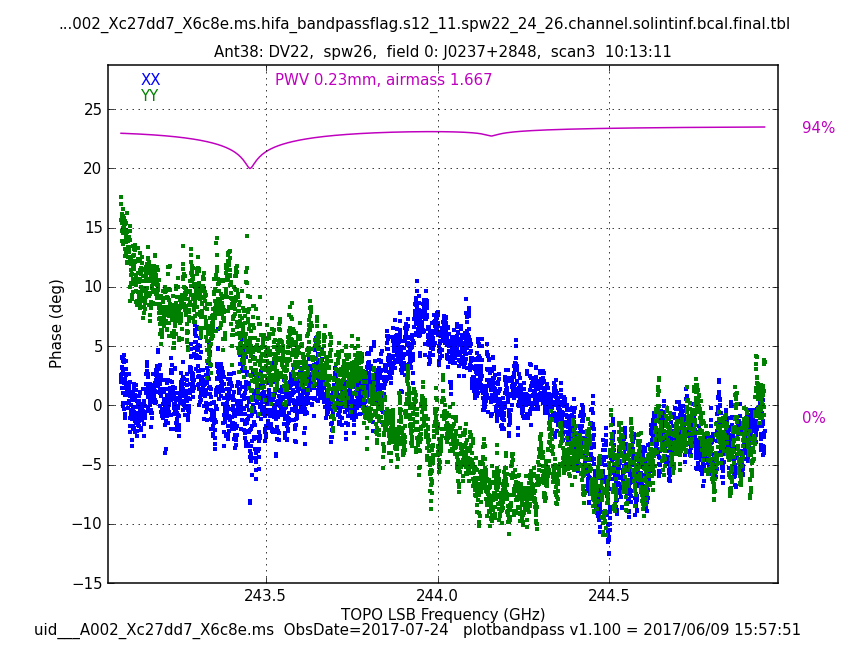 ...002_Xc27dd7_X6c8e.ms.hifa_bandpassflag.s12_11.spw22_24_26.channel.solintinf.bcal.final.tbl
Ant38: DV22,  spw26,  field 0: J0237+2848,  scan3  10:13:11
XX
PWV 0.23mm, airmass 1.667
YY
94%
0%
25
20
15
10
5
0
−5
−10
−15
Phase (deg)
243.5
244.0
244.5
TOPO LSB Frequency (GHz)
uid___A002_Xc27dd7_X6c8e.ms  ObsDate=2017-07-24   plotbandpass v1.100 = 2017/06/09 15:57:51